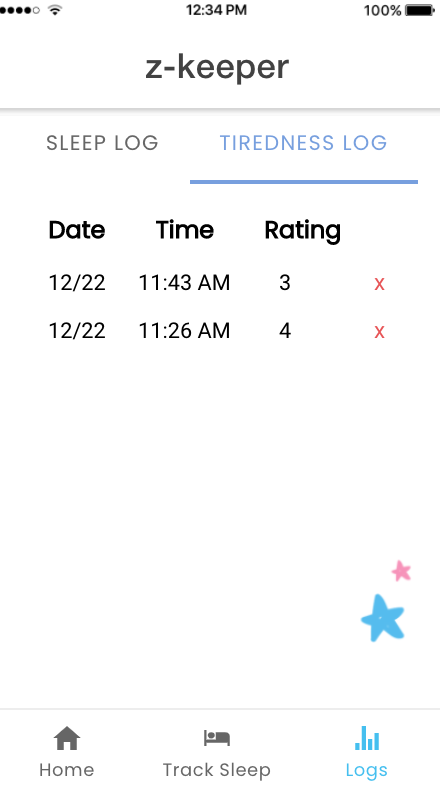 12:34 PM 100%
z-keeper
SLEEP LOG TIREDNESS LOG
Date Time Rating
12/22 11:43 AM 3 x
12/22 11:26 AM 4 x
Home Track Sleep Logs